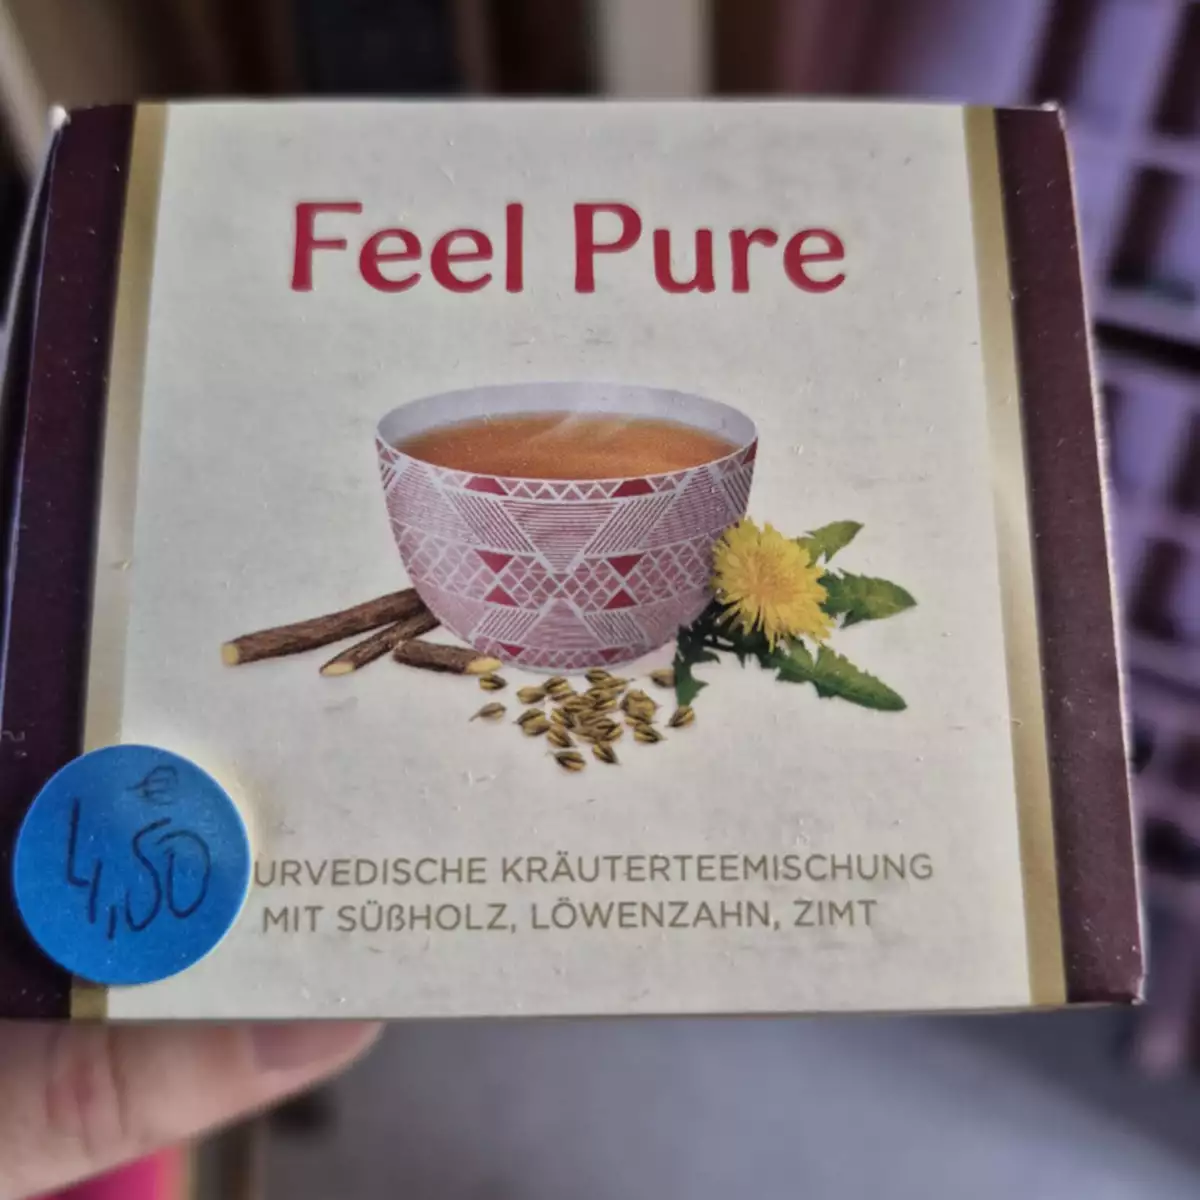 Feel Pure
€
4,50
URVEDISCHE KRÄUTERTEEMISCHUNG
MIT SÜßHOLZ, LÖWENZAHN, ZIMT